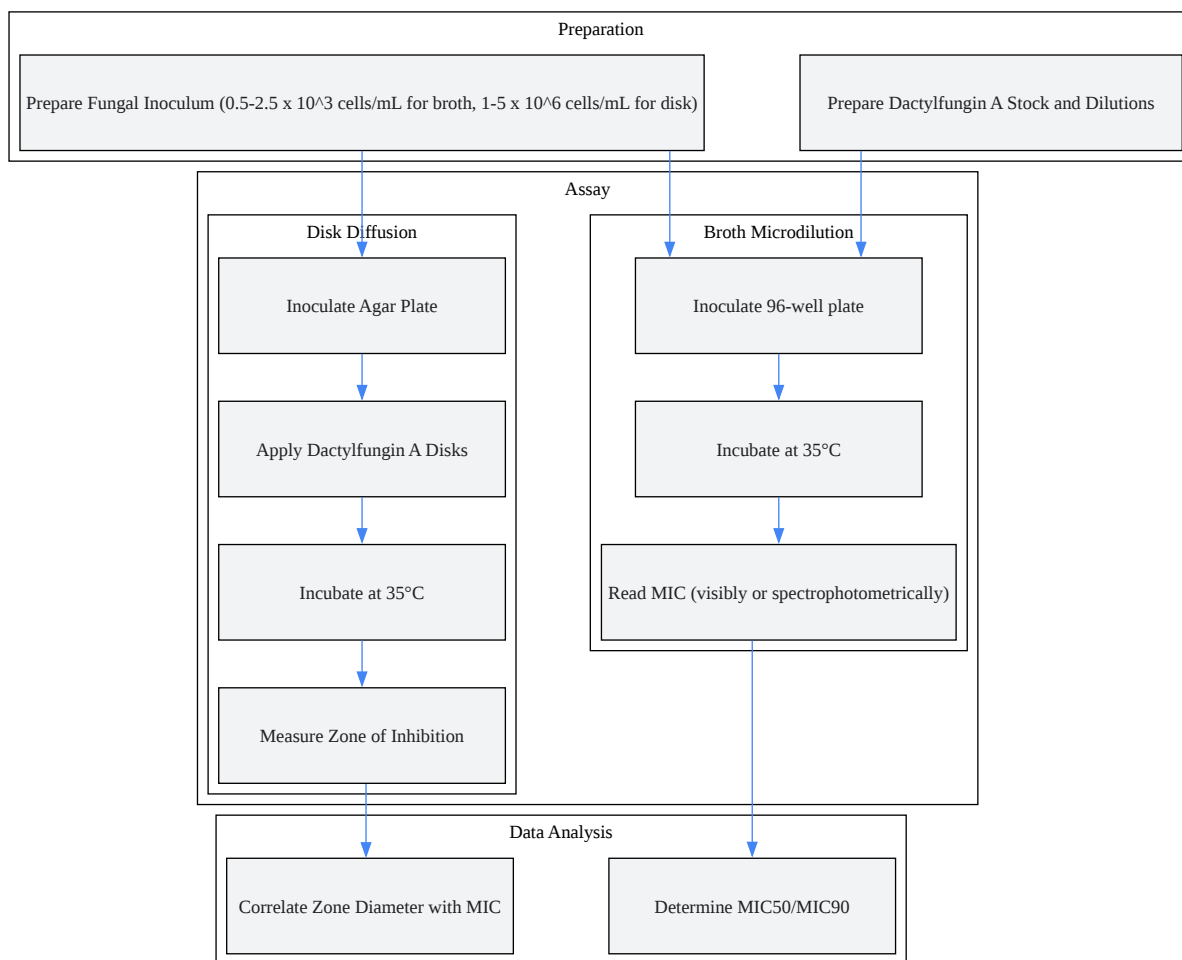 Preparation
Prepare Fungal Inoculum (0.5-2.5 x 10^3 cells/mL for broth, 1-5 x 10^6 cells/mL for disk)
Prepare Dactylfungin A Stock and Dilutions
Assay
Disk Diffusion
Inoculate Agar Plate
Apply Dactylfungin A Disks
Incubate at 35°C
Measure Zone of Inhibition
Broth Microdilution
Inoculate 96-well plate
Incubate at 35°C
Read MIC (visibly or spectrophotometrically)
Data Analysis
Correlate Zone Diameter with MIC
Determine MIC50/MIC90